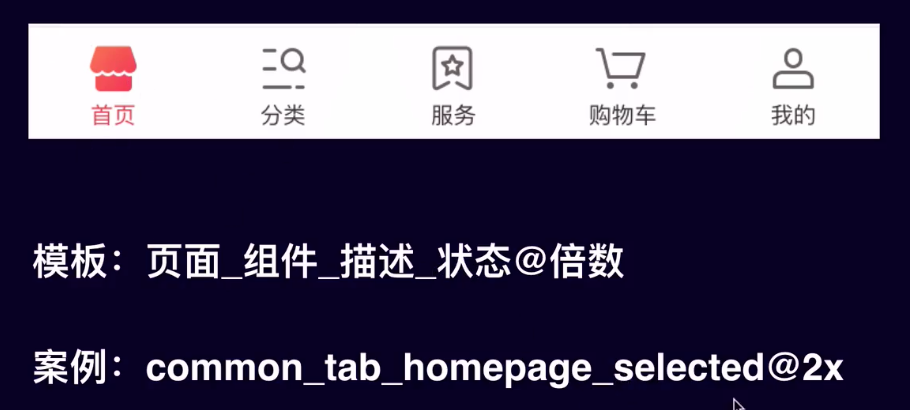 首页 分类 服务 购物车 我的
模板：页面_组件_描述_状态@倍数
案例：common_tab_homepage_selected@2x